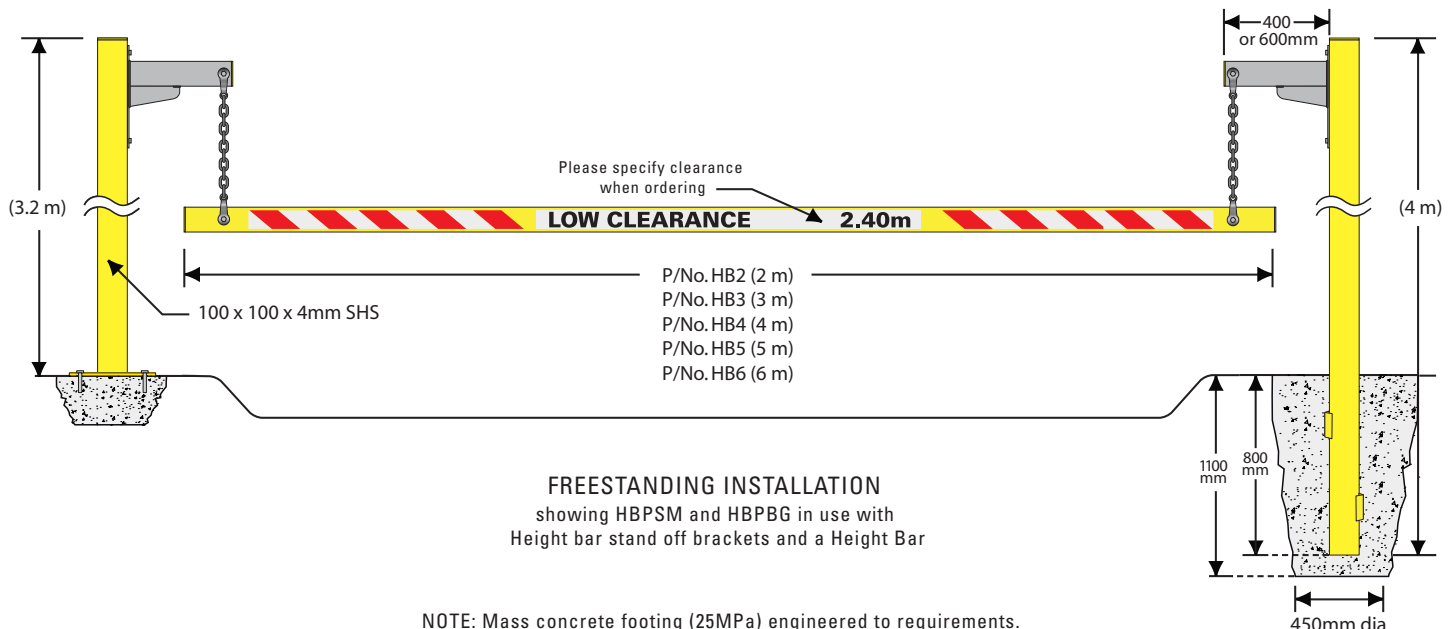 400
or 600mm
(3.2 m)
(4 m)
Please specify clearance
when ordering
LOW CLEARANCE 2.40m
P/No. HB2 (2 m)
P/No. HB3 (3 m)
P/No. HB4 (4 m)
P/No. HB5 (5 m)
P/No. HB6 (6 m)
100 x 100 x 4mm SHS
1100
mm
800
mm
FREESTANDING INSTALLATION
showing HBPSM and HBPBG in use with
Height bar stand off brackets and a Height Bar
NOTE: Mass concrete footing (25MPa) engineered to requirements.
450mm dia